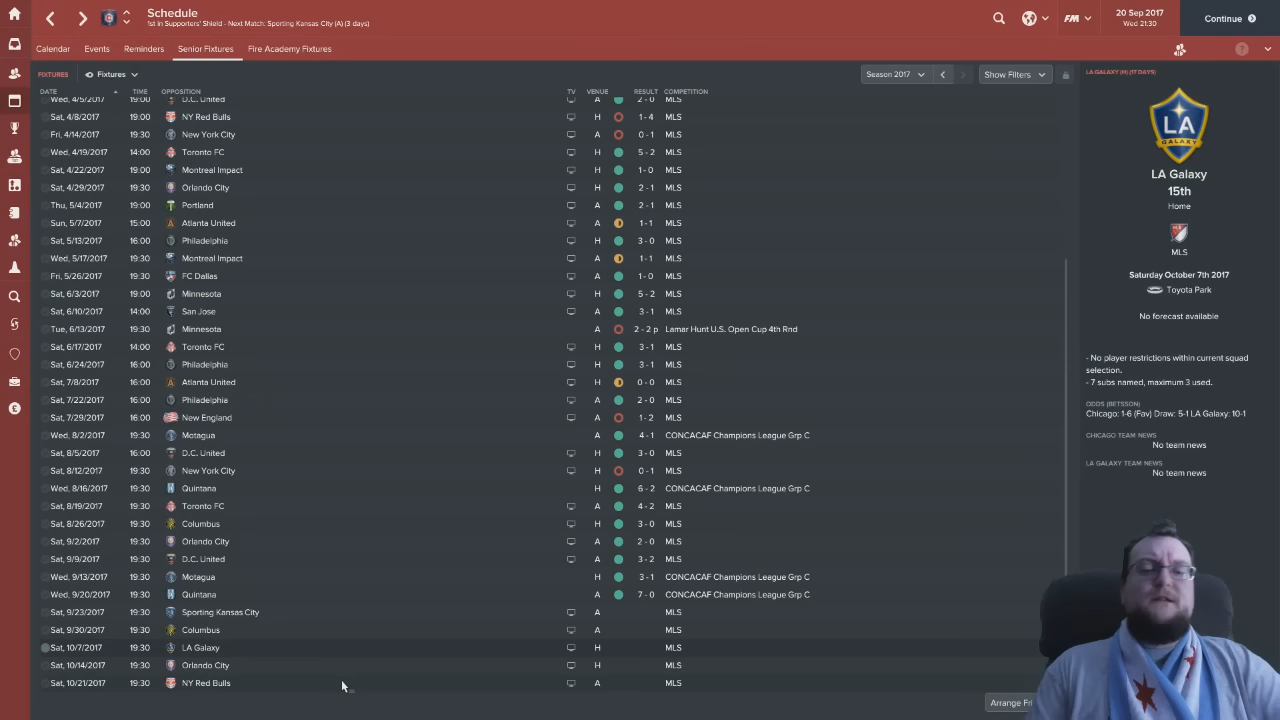 Schedule
1st in Supporters' Shield - Next Match: Sporting Kansas City (A) (3 days)
FM
20 Sep 2017
Wed 21:30
Continue
Calendar Events Reminders Senior Fixtures Fire Academy Fixtures
FIXTURES Fixtures Season 2017 Show Filters
DATE TIME OPPOSITION TV VENUE RESULT COMPETITION
Wed, 4/5/2017 19:00 D.C. United A 2 - 0 MLS
Sat, 4/8/2017 19:00 NY Red Bulls H 1 - 4 MLS
Fri, 4/14/2017 19:30 New York City A 0 - 1 MLS
Wed, 4/19/2017 14:00 Toronto FC H 5 - 2 MLS
Sat, 4/22/2017 19:00 Montreal Impact H 1 - 0 MLS
Sat, 4/29/2017 19:30 Orlando City H 2 - 1 MLS
Thu, 5/4/2017 19:00 Portland A 2 - 1 MLS
Sun, 5/7/2017 15:00 Atlanta United A 1 - 1 MLS
Sat, 5/13/2017 16:00 Philadelphia H 3 - 0 MLS
Wed, 5/17/2017 19:30 Montreal Impact A 1 - 1 MLS
Fri, 5/26/2017 19:30 FC Dallas A 1 - 0 MLS
Sat, 6/3/2017 19:00 Minnesota H 5 - 2 MLS
Sat, 6/10/2017 14:00 San Jose A 3 - 1 MLS
Tue, 6/13/2017 19:30 Minnesota A 2 - 2 p Lamar Hunt U.S. Open Cup 4th Rnd
Sat, 6/17/2017 14:00 Toronto FC H 3 - 1 MLS
Sat, 6/24/2017 16:00 Philadelphia H 3 - 1 MLS
Sat, 7/8/2017 16:00 Atlanta United H 0 - 0 MLS
Sat, 7/22/2017 16:00 Philadelphia A 2 - 0 MLS
Sat, 7/29/2017 16:00 New England A 1 - 2 MLS
Wed, 8/2/2017 19:30 Motagua A 4 - 1 CONCACAF Champions League Grp C
Sat, 8/5/2017 16:00 D.C. United H 3 - 0 MLS
Sat, 8/12/2017 19:30 New York City H 0 - 1 MLS
Wed, 8/16/2017 19:30 Quintana H 6 - 2 CONCACAF Champions League Grp C
Sat, 8/19/2017 19:30 Toronto FC A 4 - 2 MLS
Sat, 8/26/2017 19:30 Columbus H 3 - 0 MLS
Sat, 9/2/2017 19:30 Orlando City A 2 - 0 MLS
Sat, 9/9/2017 19:30 D.C. United A 3 - 2 MLS
Wed, 9/13/2017 19:30 Motagua H 3 - 1 CONCACAF Champions League Grp C
Wed, 9/20/2017 19:30 Quintana A 7 - 0 CONCACAF Champions League Grp C
Sat, 9/23/2017 19:30 Sporting Kansas City A MLS
Sat, 9/30/2017 19:30 Columbus A MLS
Sat, 10/7/2017 19:30 LA Galaxy H MLS
Sat, 10/14/2017 19:30 Orlando City H MLS
Sat, 10/21/2017 19:30 NY Red Bulls A MLS
Arrange Fri
LA GALAXY (H) (17 DAYS)
LA
GALAXY
LA Galaxy
15th
Home
MLS
Saturday October 7th 2017
Toyota Park
No forecast available
- No player restrictions within current squad
selection.
- 7 subs named, maximum 3 used.
ODDS (BETSSON)
Chicago: 1-6 (Fav) Draw: 5-1 LA Galaxy: 10-1
CHICAGO TEAM NEWS
No team news
LA GALAXY TEAM NEWS
No team news